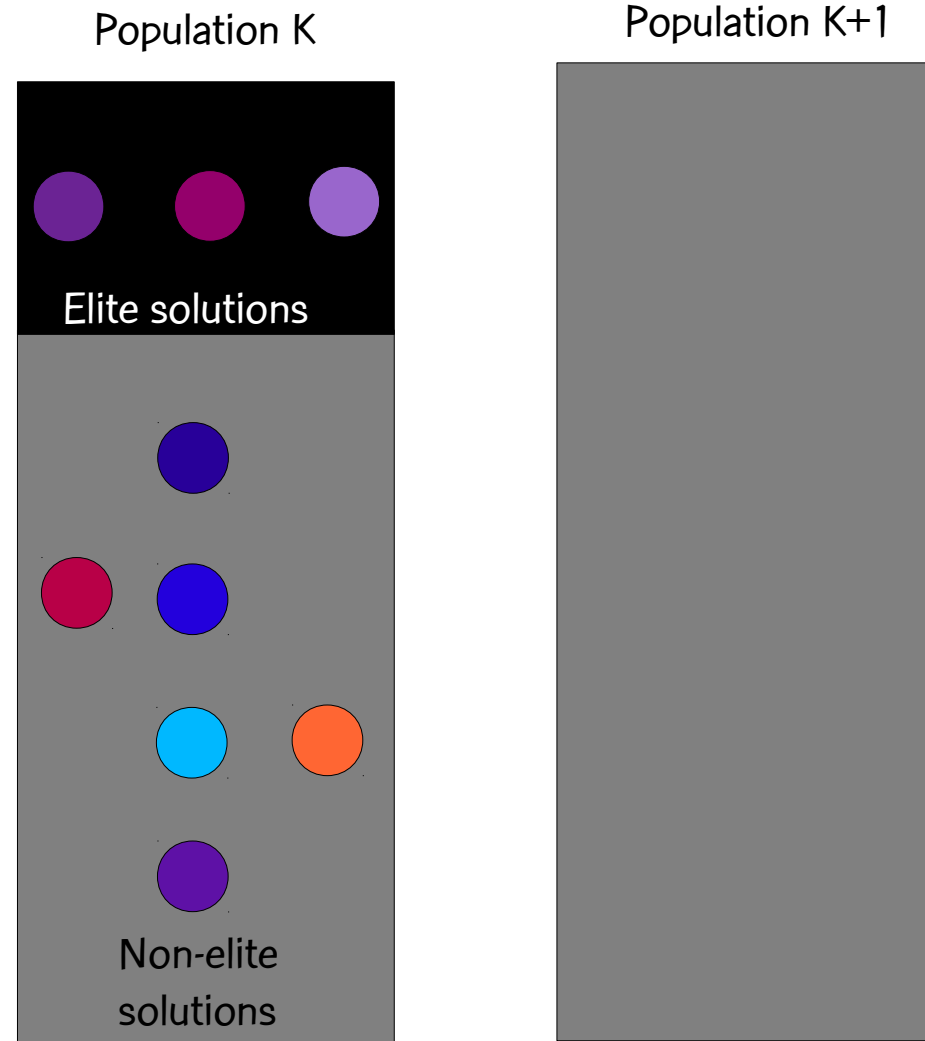 Population K
Population K+1
Elite solutions
Non-elite
solutions